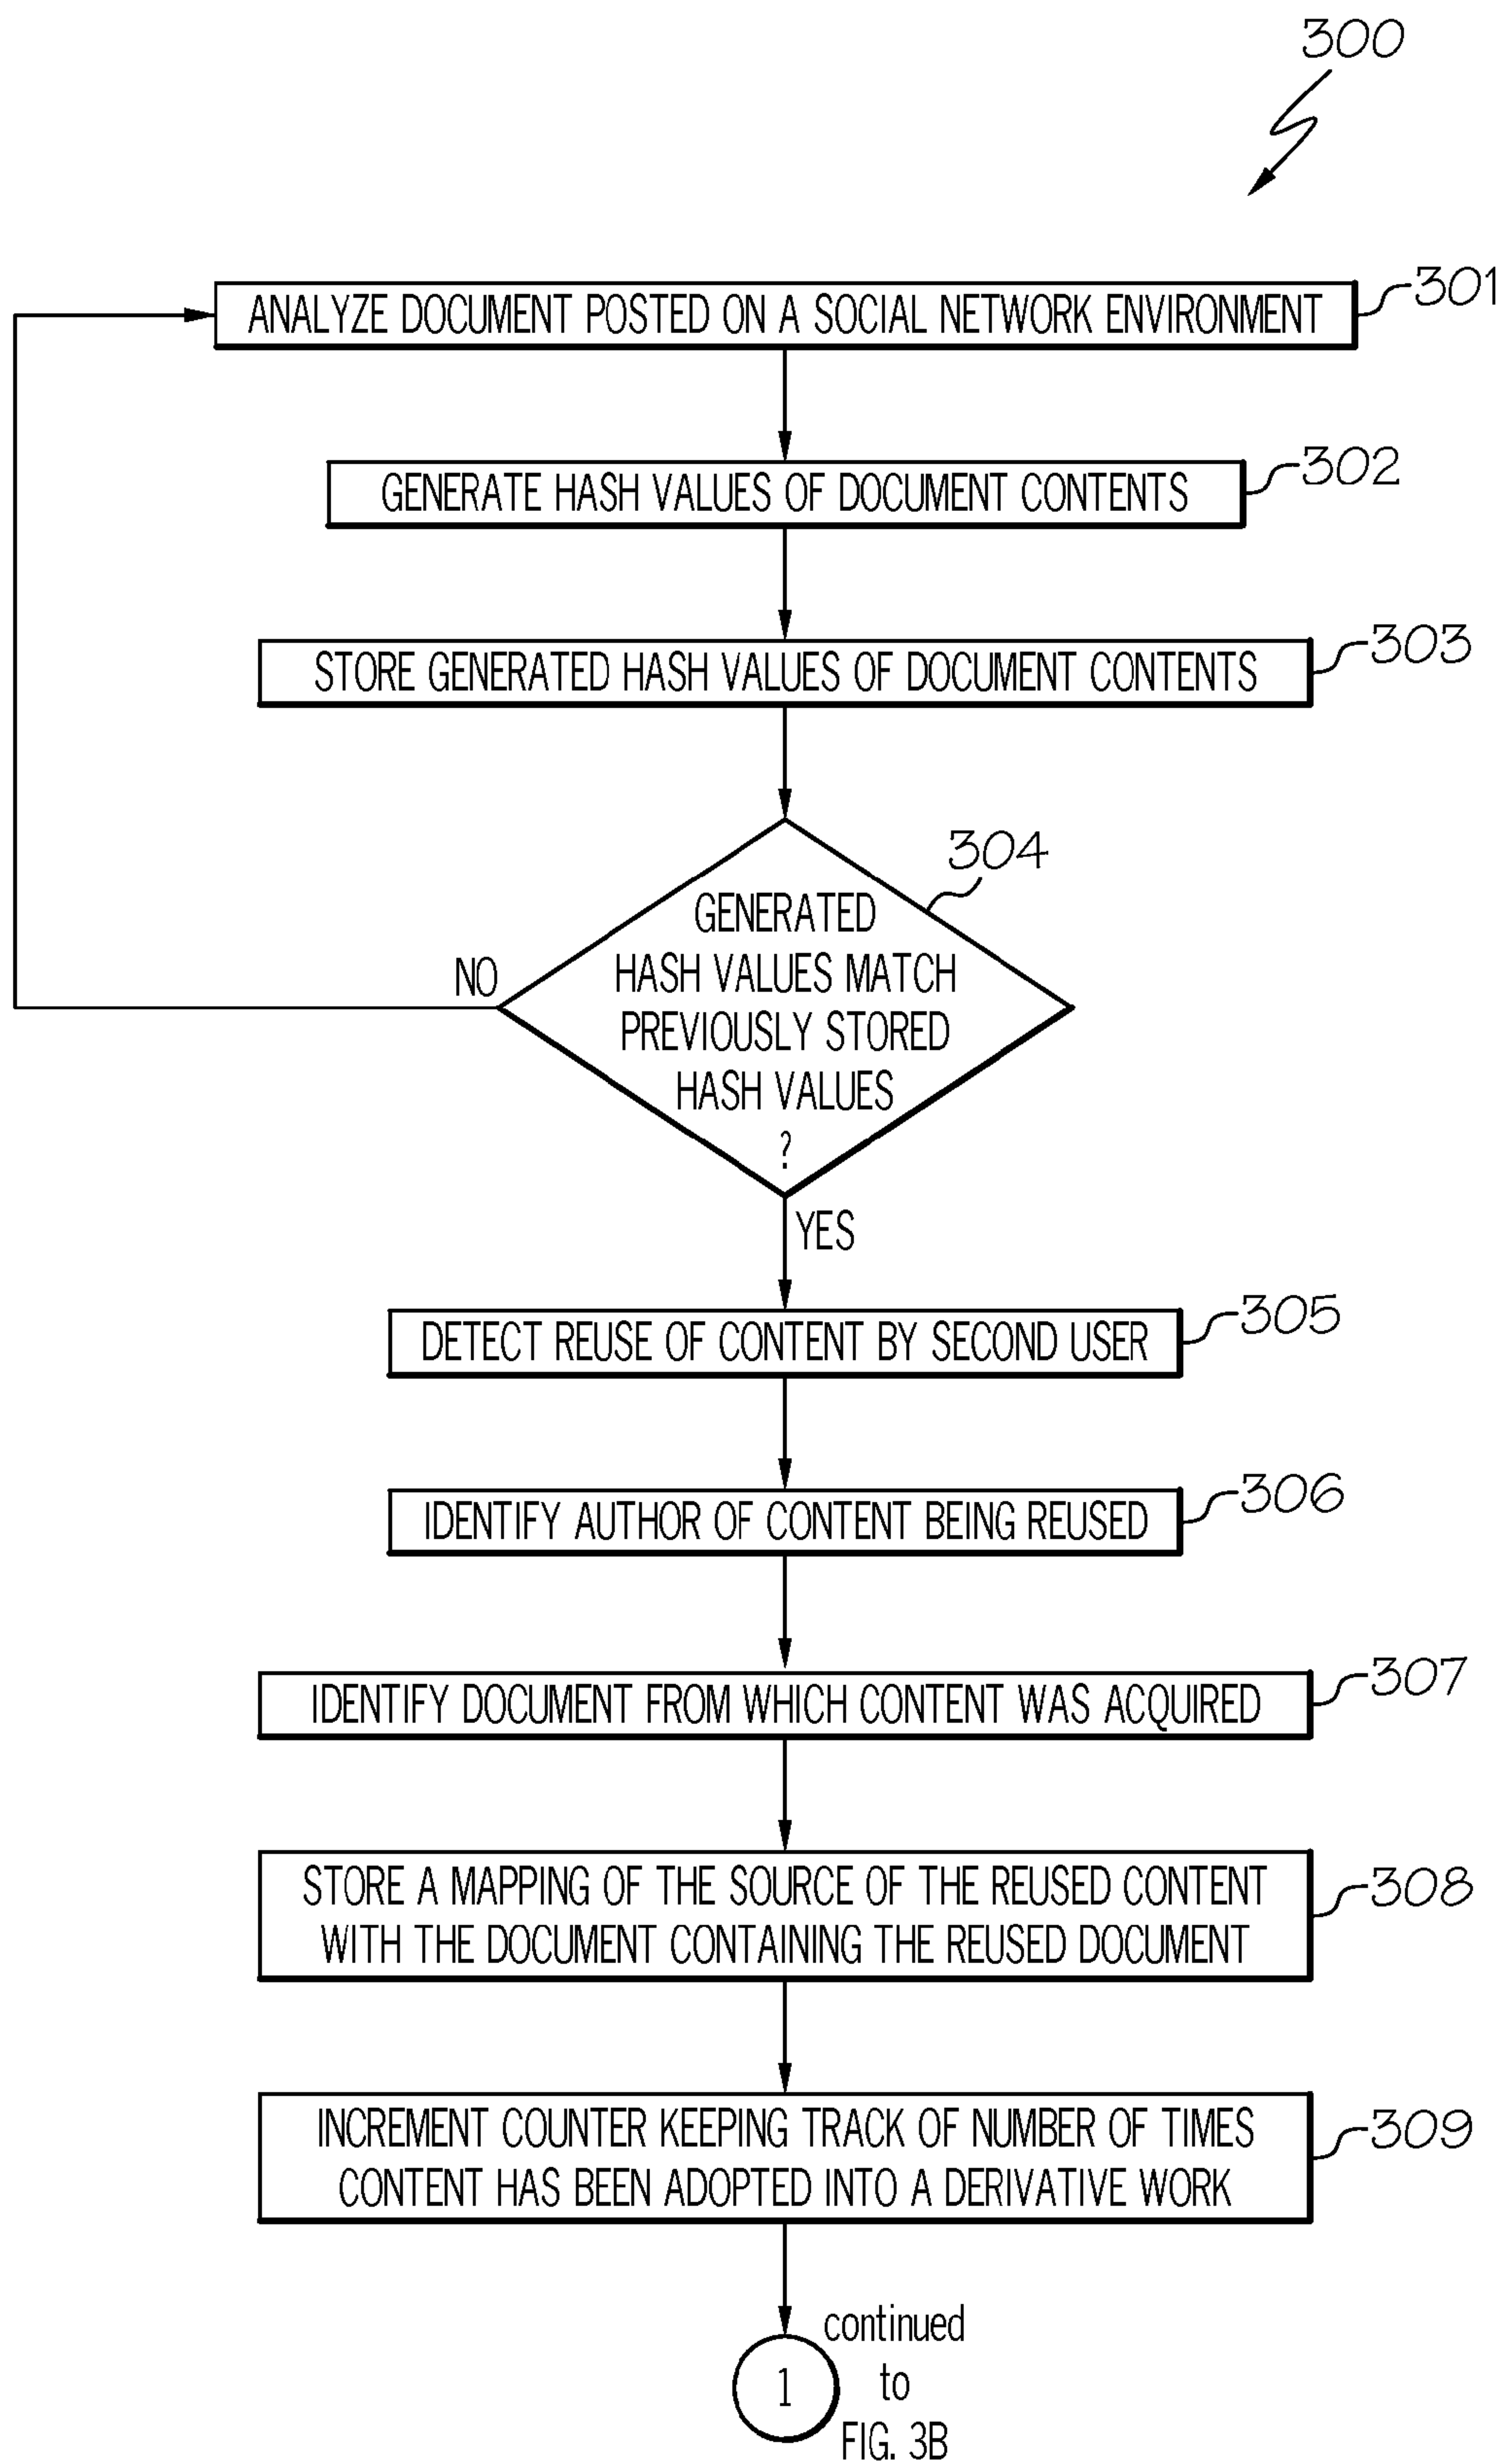 300
ANALYZE DOCUMENT POSTED ON A SOCIAL NETWORK ENVIRONMENT
301
GENERATE HASH VALUES OF DOCUMENT CONTENTS
302
STORE GENERATED HASH VALUES OF DOCUMENT CONTENTS
303
304
GENERATED
HASH VALUES MATCH
PREVIOUSLY STORED
HASH VALUES
?
NO
YES
DETECT REUSE OF CONTENT BY SECOND USER
305
IDENTIFY AUTHOR OF CONTENT BEING REUSED
306
IDENTIFY DOCUMENT FROM WHICH CONTENT WAS ACQUIRED
307
STORE A MAPPING OF THE SOURCE OF THE REUSED CONTENT
WITH THE DOCUMENT CONTAINING THE REUSED DOCUMENT
308
INCREMENT COUNTER KEEPING TRACK OF NUMBER OF TIMES
CONTENT HAS BEEN ADOPTED INTO A DERIVATIVE WORK
309
1
continued
to
FIG. 3B